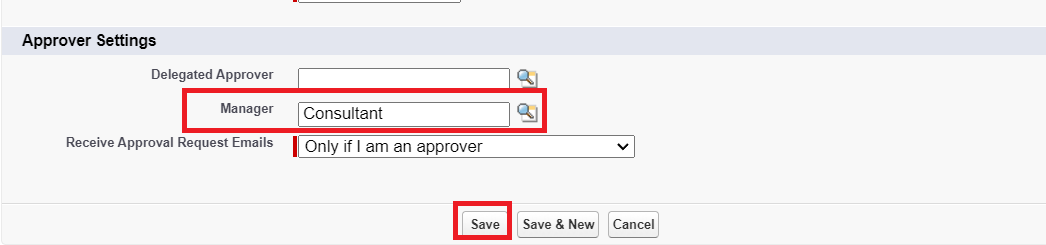 Approver Settings
Delegated Approver
Manager Consultant
Receive Approval Request Emails Only if I am an approver
Save Save & New Cancel